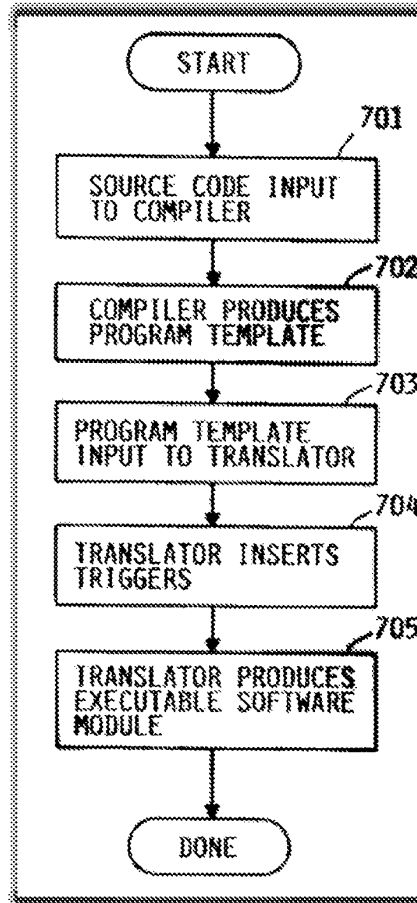 START
701
SOURCE CODE INPUT
TO COMPILER
702
COMPILER PRODUCES
PROGRAM TEMPLATE
703
PROGRAM TEMPLATE
INPUT TO TRANSLATOR
704
TRANSLATOR INSERTS
TRIGGERS
705
TRANSLATOR PRODUCES
EXECUTABLE SOFTWARE
MODULE
DONE